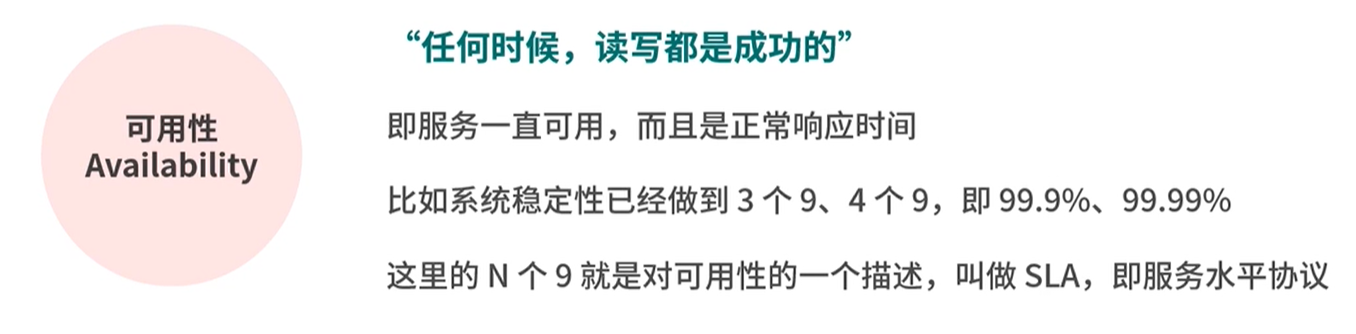 可用性
Availability
“任何时候，读写都是成功的”
即服务一直可用，而且是正常响应时间
比如系统稳定性已经做到 3 个 9、4 个 9，即 99.9%、99.99%
这里的 N 个 9 就是对可用性的一个描述，叫做 SLA，即服务水平协议